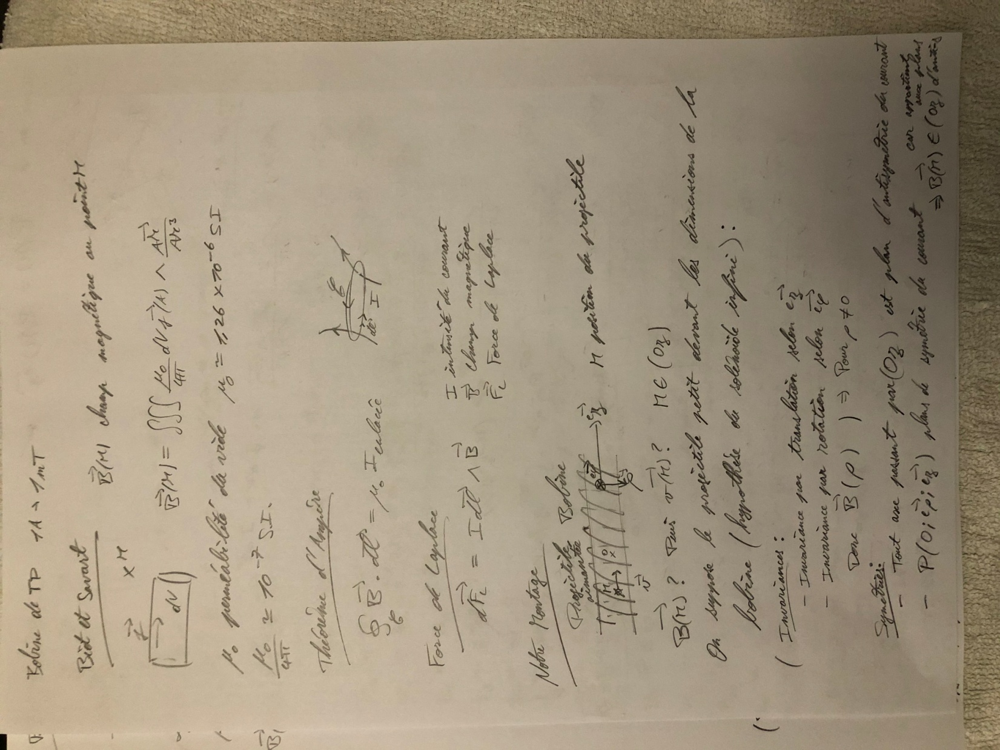 Bobine de TP 1A → 1mT
Biot et Savart
B⃗(M) champ magnétique au point M
j⃗
x M
dV
B⃗(M) = ∭ μ₀/4π dV j⃗(A) ∧ AM⃗/AM³
μ₀ perméabilité du vide μ₀ ≃ 1,26 × 10⁻⁶ SI
μ₀/4π ≃ 10⁻⁷ S.I.
Théorème d'Ampère
∮ B⃗ . dl⃗ = μ₀ I enlacé
dl⃗ I
Force de Laplace
dF⃗L = I dl⃗ ∧ B⃗
I intensité du courant
B⃗ champ magnétique
F⃗L Force de Laplace
Notre Montage
Projectile aimanté
Bobine
M position du projectile
e⃗z
v⃗
M
O
B⃗(M) ? Puis v⃗(M) ? M ∈ (Oz)
On suppose le projectile petit devant les dimensions de la
bobine (hypothèse du solénoïde infini) :
( Invariances :
- Invariance par translation selon e⃗z
- Invariance par rotation selon e⃗φ
Donc B⃗(ρ) ) ⇒ Pour ρ ≠ 0
Symétries :
- Tout axe passant par (Oz) est plan d'antisymétrie du courant
- P(O; e⃗ρ; e⃗z) plans de symétrie du courant
⇒ B⃗(M) ∈ (Oz) car appartient aux plans d'antis